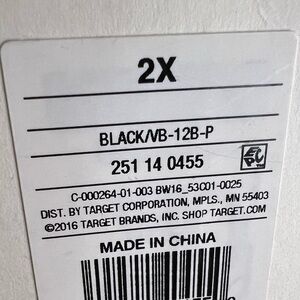 2X
BLACK/VB-12B-P
251 14 0455
C-000264-01-003 BW16_53C01-0025
DIST. BY TARGET CORPORATION, MPLS., MN 55403
©2016 TARGET BRANDS, INC. SHOP TARGET.COM
MADE IN CHINA